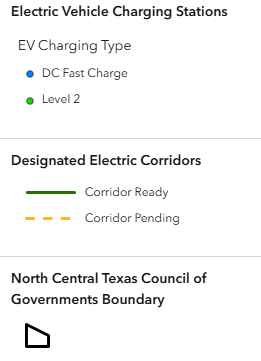 Electric Vehicle Charging Stations
EV Charging Type
DC Fast Charge
Level 2
Designated Electric Corridors
Corridor Ready
Corridor Pending
North Central Texas Council of
Governments Boundary